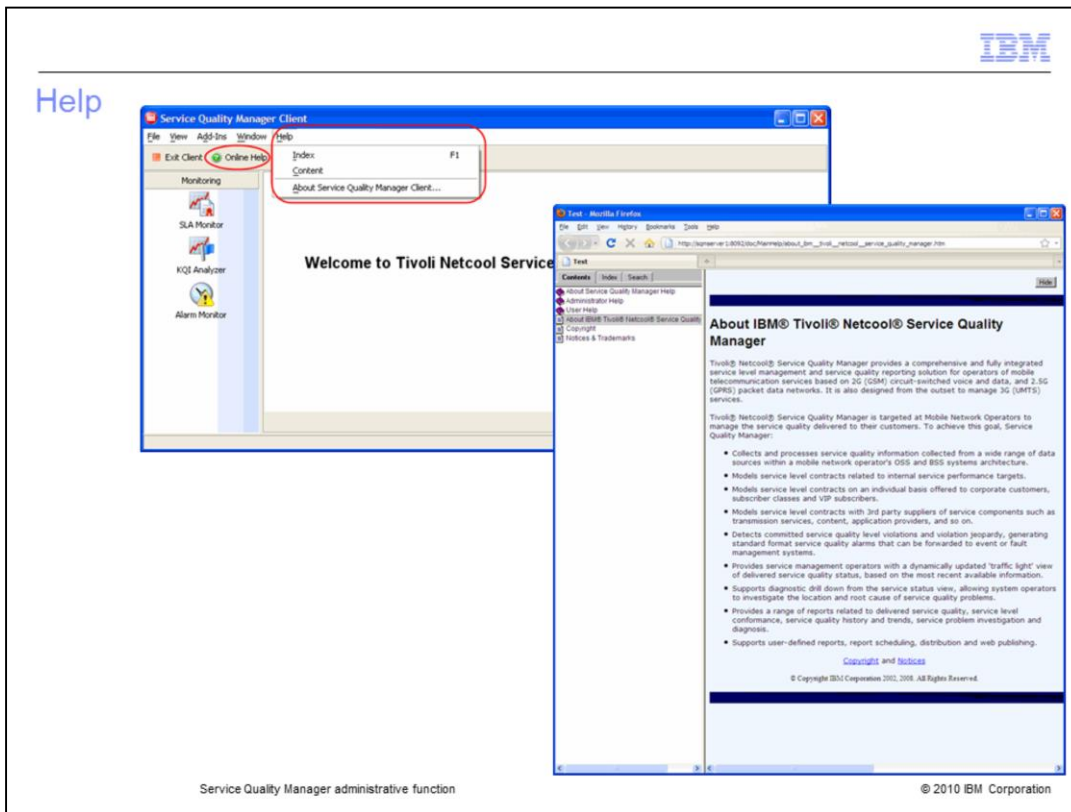 IBM
Help
Service Quality Manager Client
File View Add-Ins Window Help
Exit Client Online Help
Index F1
Content
About Service Quality Manager Client...
Monitoring
SLA Monitor
KQI Analyzer
Alarm Monitor
Welcome to Tivoli Netcool Service
Test - Mozilla Firefox
File Edit View History Bookmarks Tools Help
Test
Contents Index Search
Hide
About Service Quality Manager Help
Administrator Help
User Help
About IBM® Tivoli® Netcool® Service Quality
Copyright
Notices & Trademarks
About IBM® Tivoli® Netcool® Service Quality
Manager
Tivoli® Netcool® Service Quality Manager provides a comprehensive and fully integrated
service level management and service quality reporting solution for operators of mobile
telecommunication services based on 2G (GSM) circuit-switched voice and data, and 2.5G
(GPRS) packet data networks. It is also designed from the outset to manage 3G (UMTS)
services.
Tivoli® Netcool® Service Quality Manager is targeted at Mobile Network Operators to
manage the service quality delivered to their customers. To achieve this goal, Service
Quality Manager:
• Collects and processes service quality information collected from a wide range of data
sources within a mobile network operator's OSS and BSS systems architecture.
• Models service level contracts related to internal service performance targets.
• Models service level contracts on an individual basis offered to corporate customers,
subscriber classes and VIP subscribers.
• Models service level contracts with 3rd party suppliers of service components such as
transmission services, content, application providers, and so on.
• Detects committed service quality level violations and violation jeopardy, generating
standard format service quality alarms that can be forwarded to event or fault
management systems.
• Provides service management operators with a dynamically updated 'traffic light' view
of delivered service quality status, based on the most recent available information.
• Supports diagnostic drill down from the service status view, allowing system operators
to investigate the location and root cause of service quality problems.
• Provides a range of reports related to delivered service quality, service level
conformance, service quality history and trends, service problem investigation and
diagnosis.
• Supports user-defined reports, report scheduling, distribution and web publishing.
Copyright and Notices
© Copyright IBM Corporation 2002, 2008. All Rights Reserved.
Service Quality Manager administrative function
© 2010 IBM Corporation